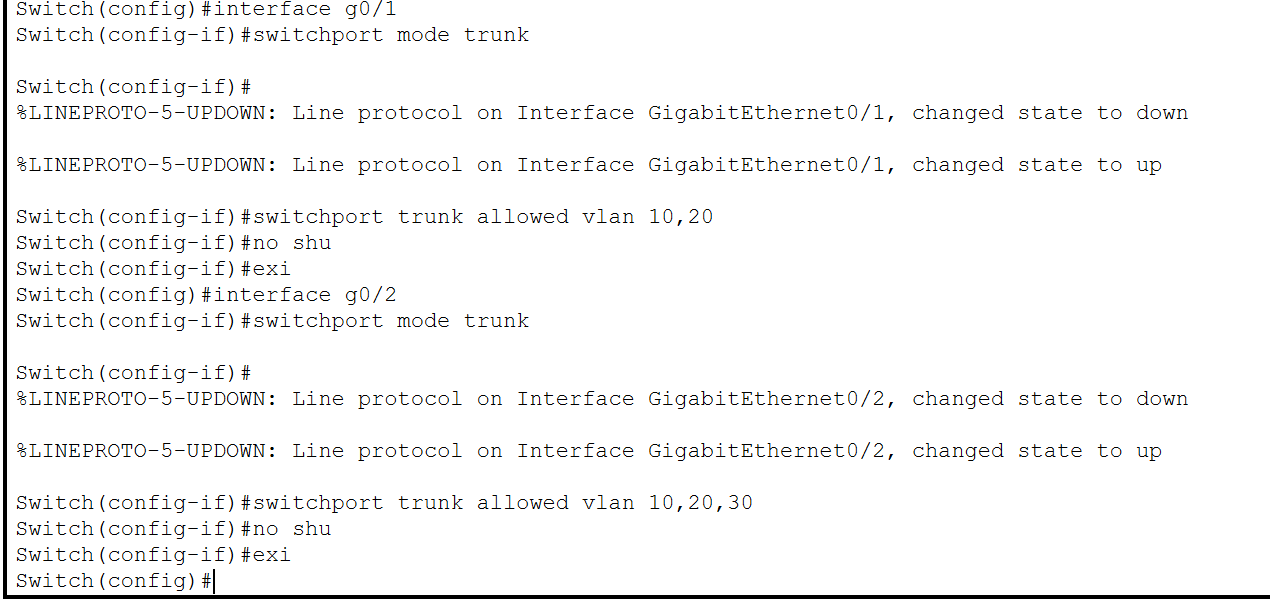 Switch(config)#interface g0/1
Switch(config-if)#switchport mode trunk
Switch(config-if)#
%LINEPROTO-5-UPDOWN: Line protocol on Interface GigabitEthernet0/1, changed state to down
%LINEPROTO-5-UPDOWN: Line protocol on Interface GigabitEthernet0/1, changed state to up
Switch(config-if)#switchport trunk allowed vlan 10,20
Switch(config-if)#no shu
Switch(config-if)#exi
Switch(config)#interface g0/2
Switch(config-if)#switchport mode trunk
Switch(config-if)#
%LINEPROTO-5-UPDOWN: Line protocol on Interface GigabitEthernet0/2, changed state to down
%LINEPROTO-5-UPDOWN: Line protocol on Interface GigabitEthernet0/2, changed state to up
Switch(config-if)#switchport trunk allowed vlan 10,20,30
Switch(config-if)#no shu
Switch(config-if)#exi
Switch(config)#